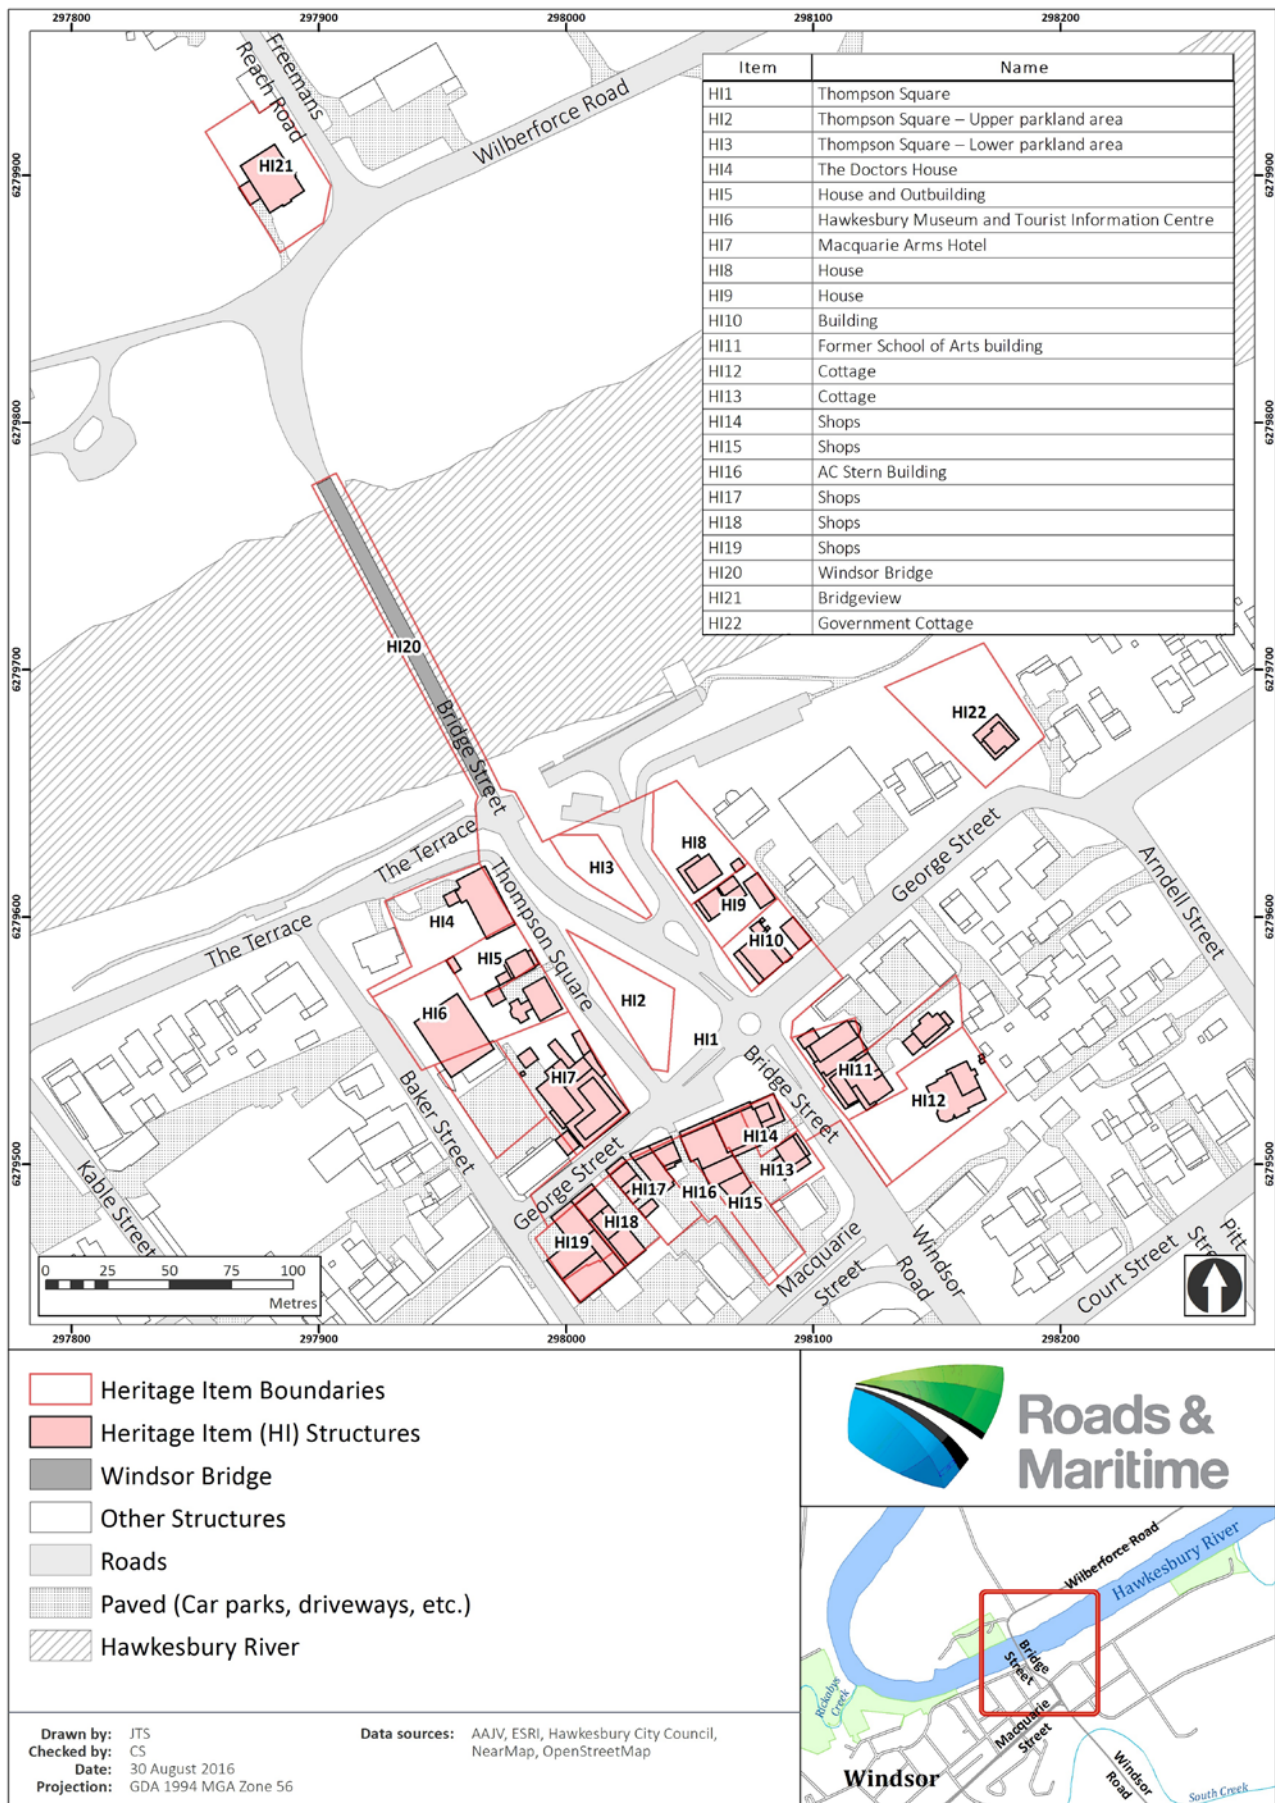 297800 297900 298000 298100 298200
Item Name
HI1 Thompson Square
HI2 Thompson Square – Upper parkland area
HI3 Thompson Square – Lower parkland area
HI4 The Doctors House
HI5 House and Outbuilding
HI6 Hawkesbury Museum and Tourist Information Centre
HI7 Macquarie Arms Hotel
HI8 House
HI9 House
HI10 Building
HI11 Former School of Arts building
HI12 Cottage
HI13 Cottage
HI14 Shops
HI15 Shops
HI16 AC Stern Building
HI17 Shops
HI18 Shops
HI19 Shops
HI20 Windsor Bridge
HI21 Bridgeview
HI22 Government Cottage
Freemans
Reach Road
Wilberforce Road
6279900
6279900
HI21
6279800
6279800
HI20
6279700
6279700
Bridge Street
HI22
The Terrace
HI8
HI3
George Street
Arndell Street
Thompson Square
6279600
6279600
HI4
The Terrace
HI9
HI10
HI5
HI2
HI6
HI1
HI7
Bridge Street
HI11
HI12
Baker Street
HI14
HI13
6279500
6279500
George Street
HI17
HI16
HI15
Kable Street
HI18
HI19
Macquarie
Street
Windsor
Road
Court Street
Pitt
Street
0 25 50 75 100
Metres
297800 297900 298000 298100 298200
Heritage Item Boundaries
Heritage Item (HI) Structures
Windsor Bridge
Other Structures
Roads
Paved (Car parks, driveways, etc.)
Hawkesbury River
Roads &
Maritime
Wilberforce Road
Hawkesbury River
Bridge
Street
Rickabys
Creek
Macquarie
Street
Windsor
Windsor
Road
South Creek
Drawn by: JTS
Checked by: CS
Date: 30 August 2016
Projection: GDA 1994 MGA Zone 56
Data sources: AAJV, ESRI, Hawkesbury City Council,
NearMap, OpenStreetMap